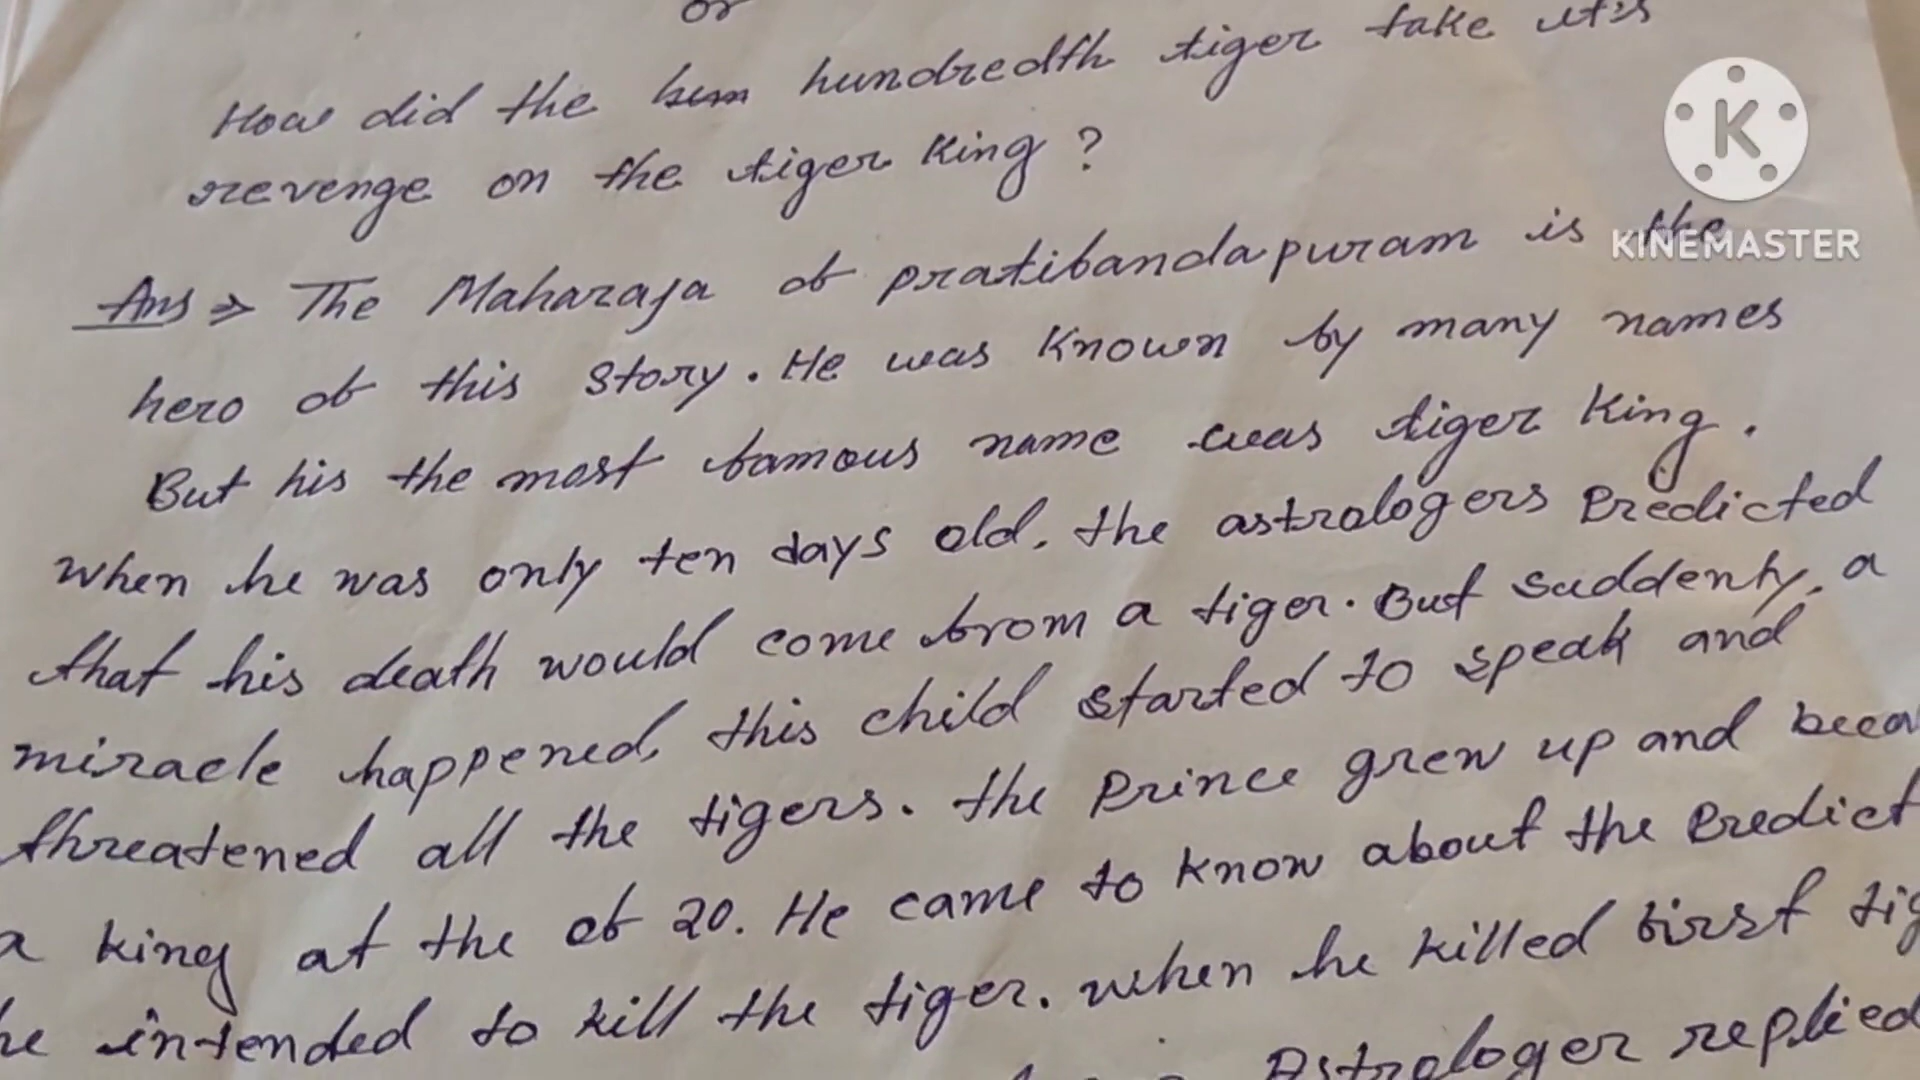 or
How did the hundredth tiger take it's
revenge on the tiger King ?
Ans ⇒ The Maharaja of pratibandapuram is the
hero of this story. He was known by many names
But his the most famous name was tiger King.
when he was only ten days old, the astrologers Predicted
that his death would come from a tiger. But suddenly, a
miracle happened, this child started to speak and
threatened all the tigers. the Prince grew up and beca
a king at the of 20. He came to know about the Predict
he intended to kill the tiger. when he killed first tig
Astrologer replied
K
KINEMASTER